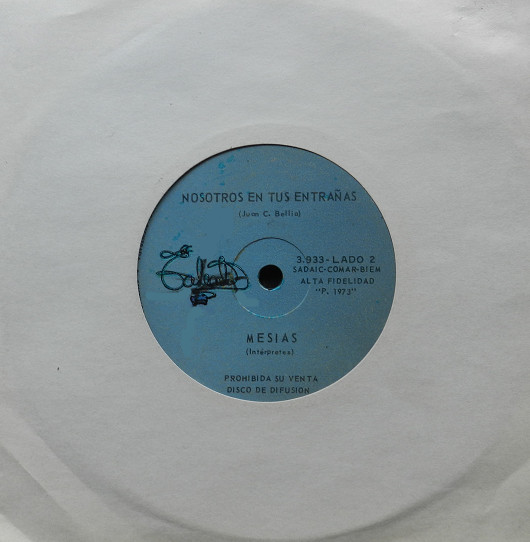 NOSOTROS EN TUS ENTRAÑAS
(Juan C. Bellia)
3.933-LADO 2
SADAIC-COMAR-BIEM
ALTA FIDELIDAD
"P. 1973"
MESIAS
(Intérpretes)
PROHIBIDA SU VENTA
DISCO DE DIFUSION